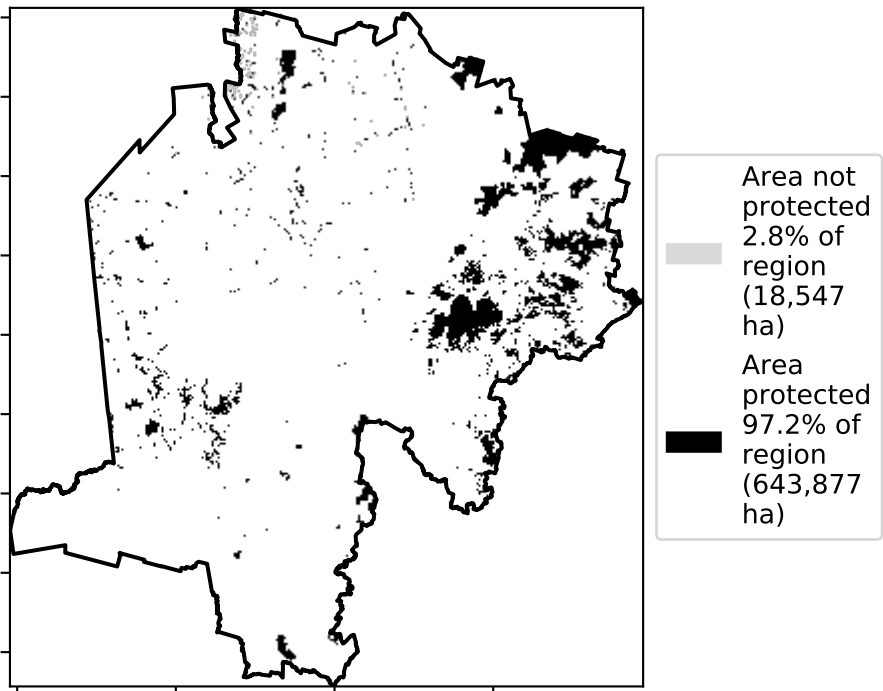 Area not
protected
2.8% of
region
(18,547
ha)
Area
protected
97.2% of
region
(643,877
ha)